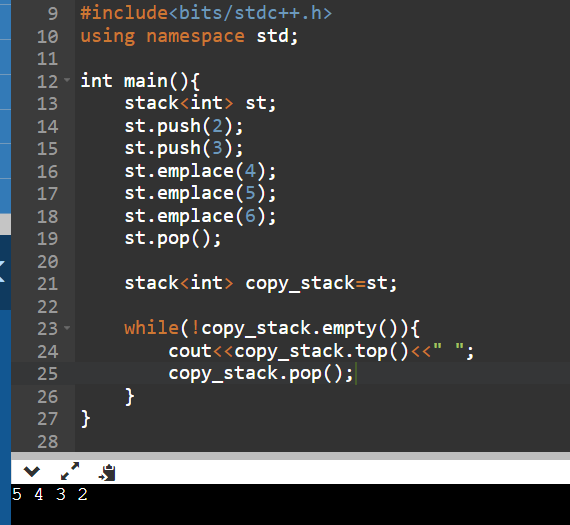 9 #include<bits/stdc++.h>
10 using namespace std;
11
12 int main(){
13     stack<int> st;
14     st.push(2);
15     st.push(3);
16     st.emplace(4);
17     st.emplace(5);
18     st.emplace(6);
19     st.pop();
20
21     stack<int> copy_stack=st;
22
23     while(!copy_stack.empty()){
24         cout<<copy_stack.top()<<" ";
25         copy_stack.pop();
26     }
27 }
28
5 4 3 2